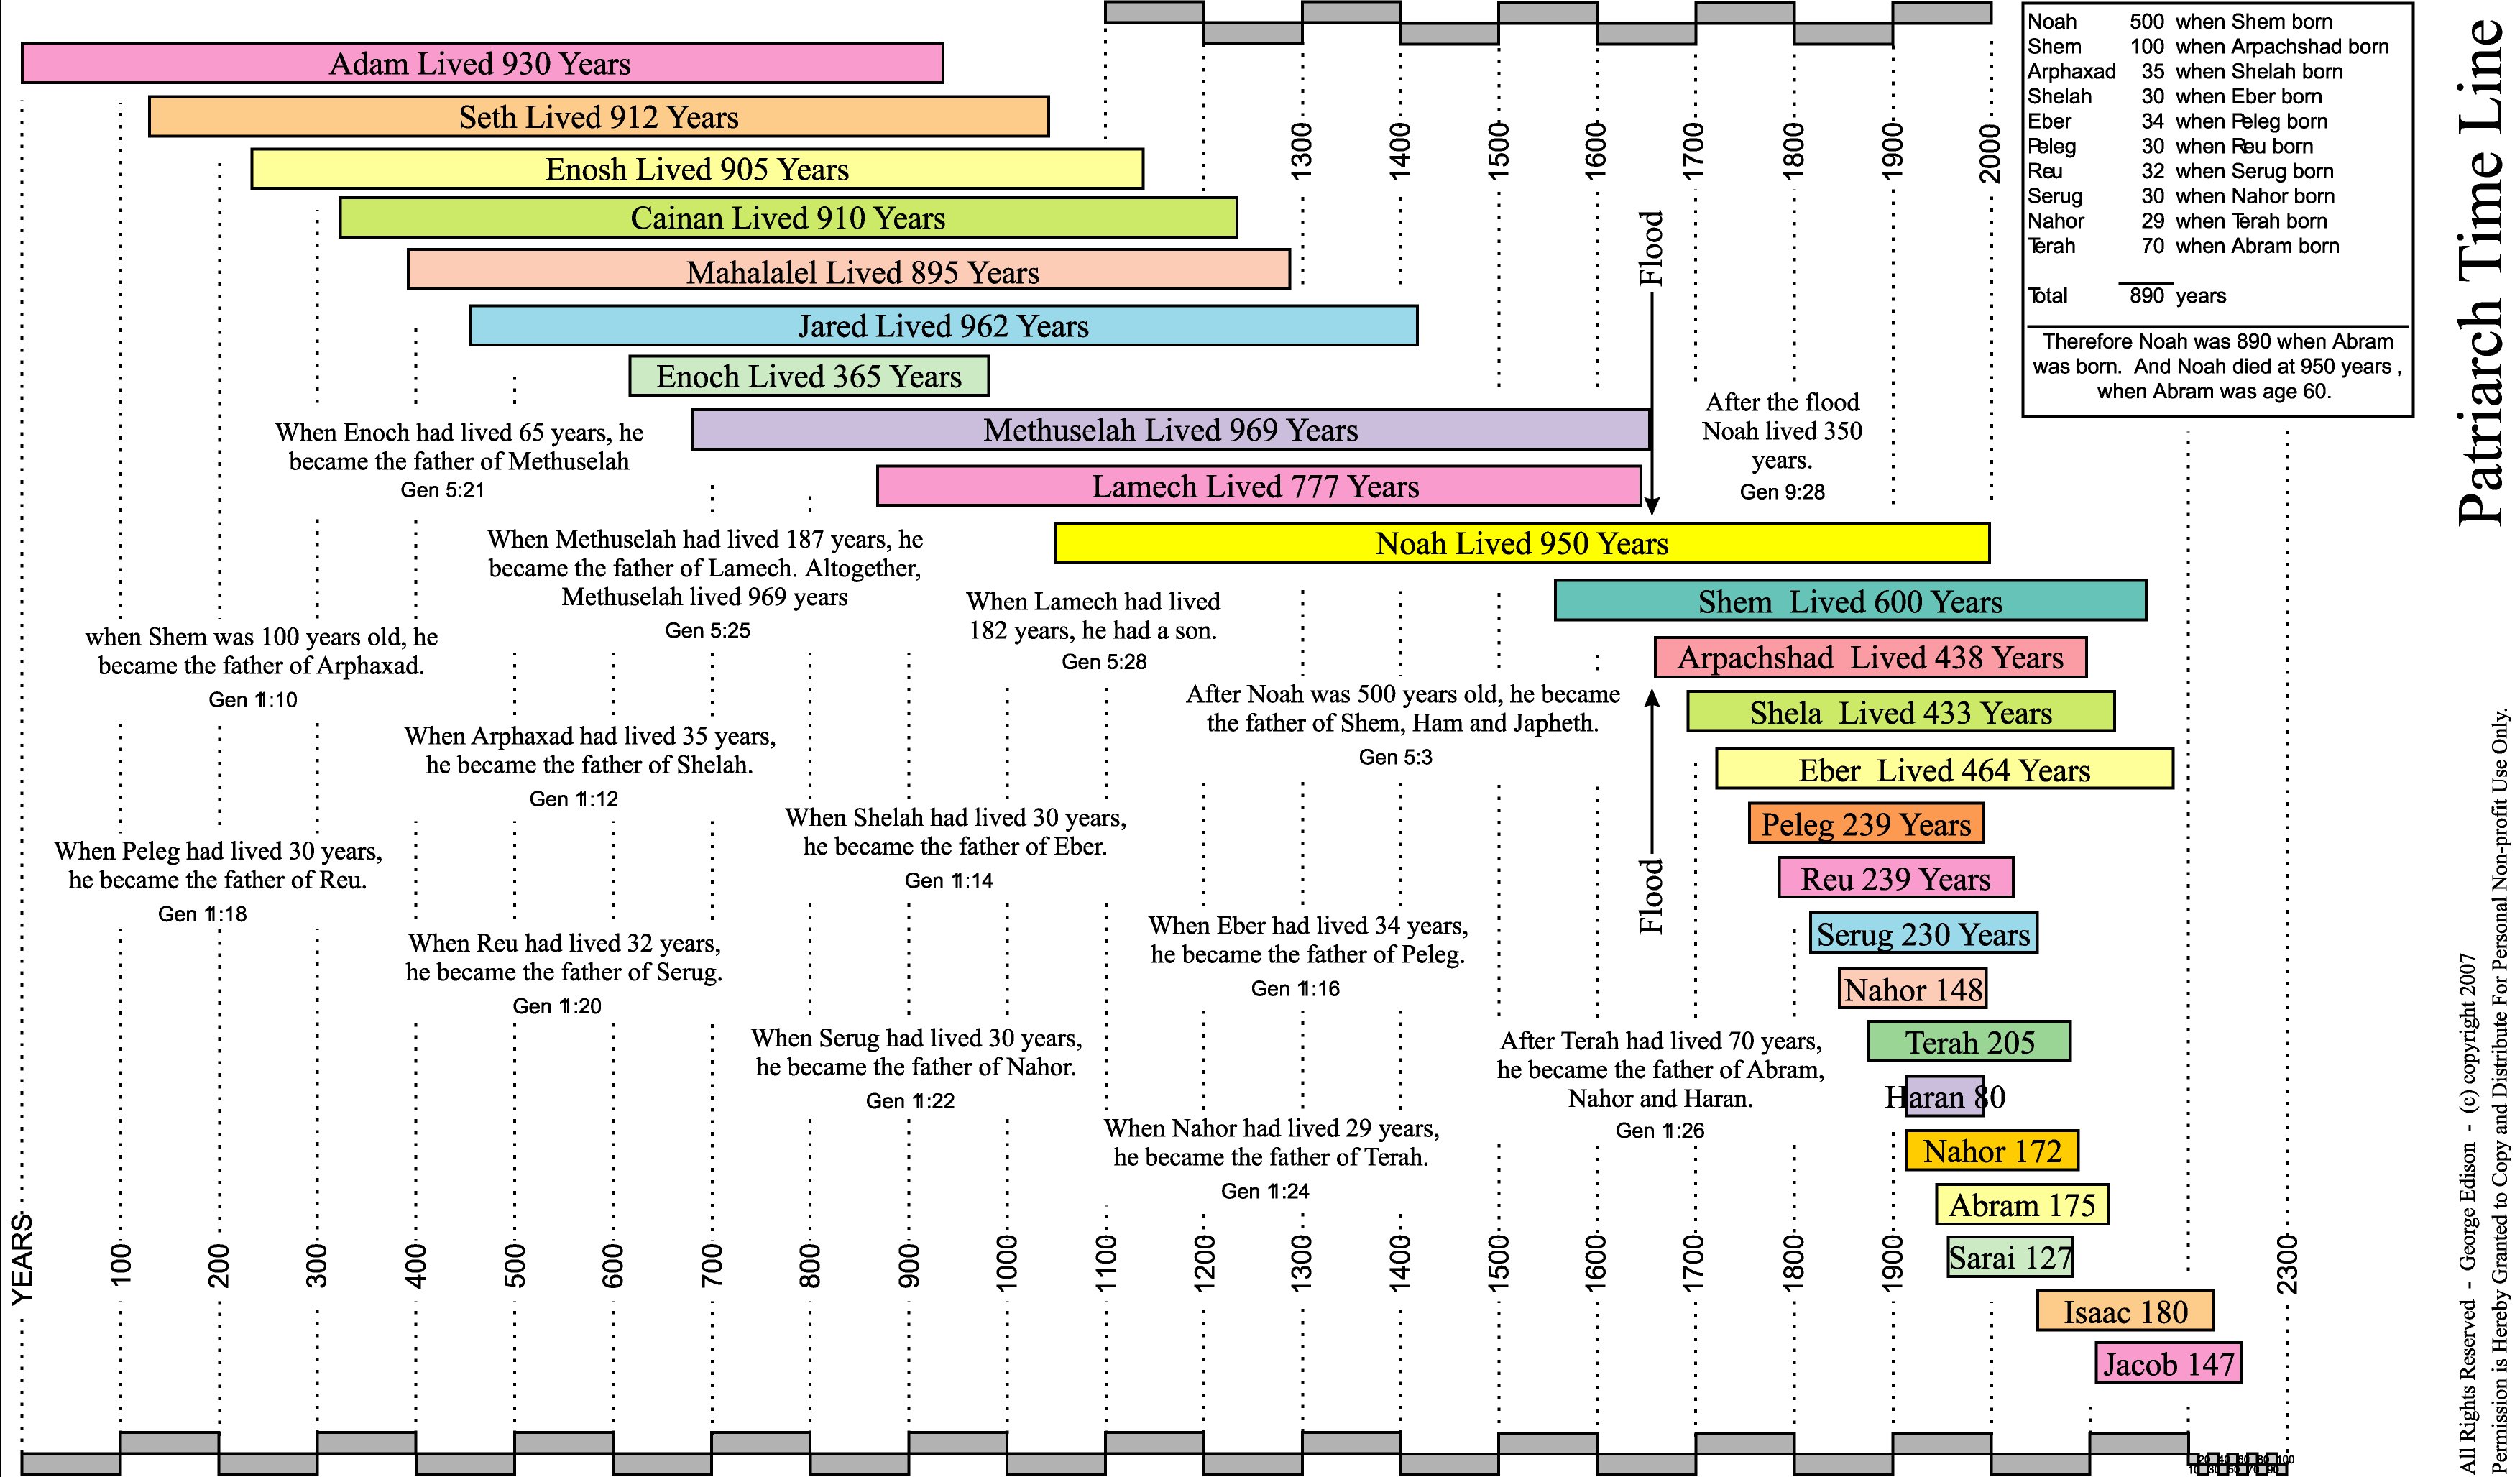 Patriarch Time Line
Adam Lived 930 Years
Seth Lived 912 Years
Enosh Lived 905 Years
Cainan Lived 910 Years
Mahalalel Lived 895 Years
Jared Lived 962 Years
Enoch Lived 365 Years
Methuselah Lived 969 Years
Lamech Lived 777 Years
Noah Lived 950 Years
Shem Lived 600 Years
Arpachshad Lived 438 Years
Shela Lived 433 Years
Eber Lived 464 Years
Peleg 239 Years
Reu 239 Years
Serug 230 Years
Nahor 148
Terah 205
Haran 80
Nahor 172
Abram 175
Sarai 127
Isaac 180
Jacob 147
1300
1400
1500
1600
1700
1800
1900
2000
Flood
Noah 500 when Shem born
Shem 100 when Arpachshad born
Arphaxad 35 when Shelah born
Shelah 30 when Eber born
Eber 34 when Peleg born
Peleg 30 when Reu born
Reu 32 when Serug born
Serug 30 when Nahor born
Nahor 29 when Terah born
Terah 70 when Abram born
Total 890 years
Therefore Noah was 890 when Abram
was born. And Noah died at 950 years ,
when Abram was age 60.
After the flood
Noah lived 350
years.
Gen 9:28
When Enoch had lived 65 years, he
became the father of Methuselah
Gen 5:21
When Methuselah had lived 187 years, he
became the father of Lamech. Altogether,
Methuselah lived 969 years
Gen 5:25
When Lamech had lived
182 years, he had a son.
Gen 5:28
when Shem was 100 years old, he
became the father of Arphaxad.
Gen 11:10
After Noah was 500 years old, he became
the father of Shem, Ham and Japheth.
Gen 5:3
When Arphaxad had lived 35 years,
he became the father of Shelah.
Gen 11:12
When Shelah had lived 30 years,
he became the father of Eber.
Gen 11:14
When Peleg had lived 30 years,
he became the father of Reu.
Gen 11:18
Flood
When Eber had lived 34 years,
he became the father of Peleg.
Gen 11:16
When Reu had lived 32 years,
he became the father of Serug.
Gen 11:20
When Serug had lived 30 years,
he became the father of Nahor.
Gen 11:22
After Terah had lived 70 years,
he became the father of Abram,
Nahor and Haran.
Gen 11:26
When Nahor had lived 29 years,
he became the father of Terah.
Gen 11:24
YEARS
100
200
300
400
500
600
700
800
900
1000
1100
1200
1300
1400
1500
1600
1700
1800
1900
2300
20 40 60 80 100
10 30 50 70 90
All Rights Reserved - George Edison - (c) copyright 2007
Permission is Hereby Granted to Copy and Distribute For Personal Non-profit Use Only.